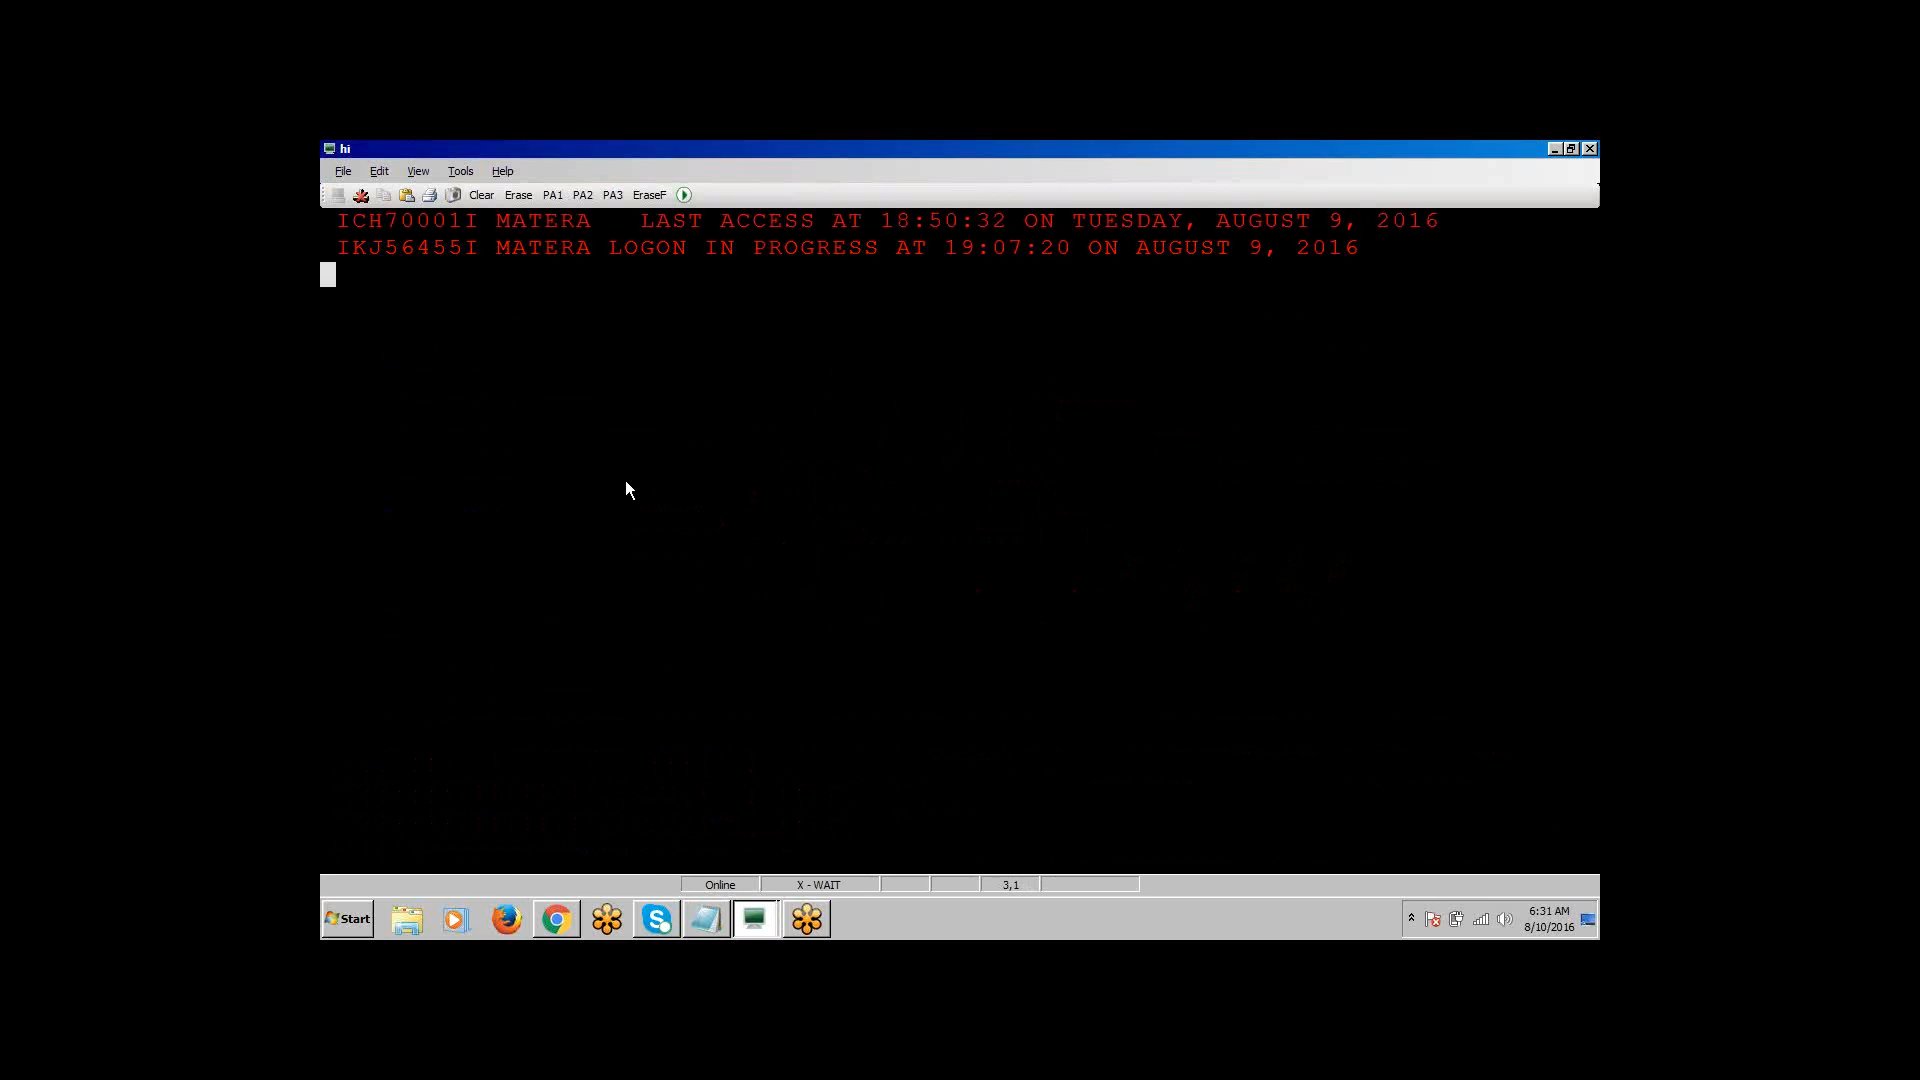 hi
File Edit View Tools Help
Clear Erase PA1 PA2 PA3 EraseF
ICH70001I MATERA   LAST ACCESS AT 18:50:32 ON TUESDAY, AUGUST 9, 2016
IKJ56455I MATERA LOGON IN PROGRESS AT 19:07:20 ON AUGUST 9, 2016
Online X - WAIT 3,1
Start
6:31 AM
8/10/2016